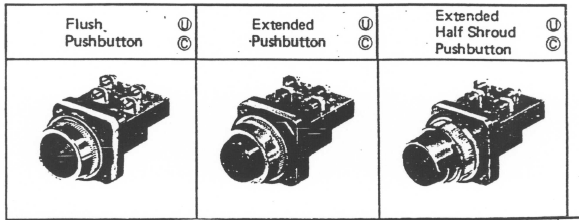 Flush Ⓤ
Pushbutton Ⓒ
Extended Ⓤ
Pushbutton Ⓒ
Extended Ⓤ
Half Shroud Ⓒ
Pushbutton